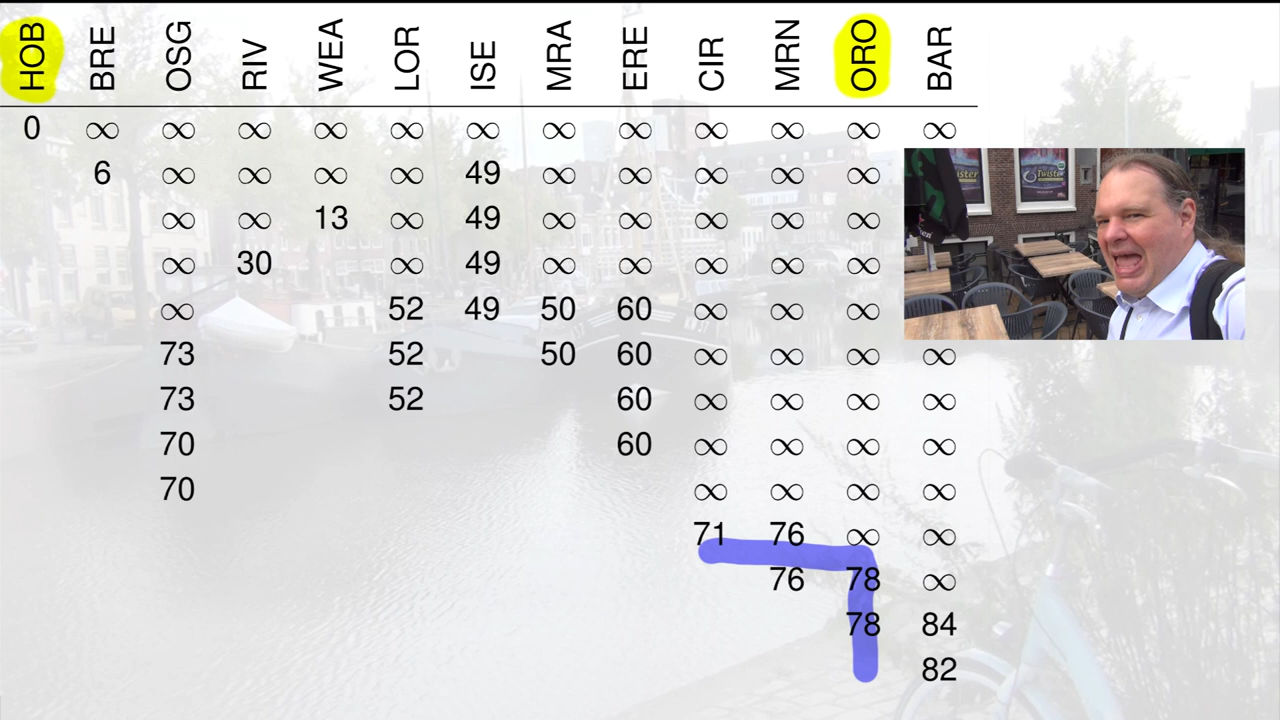 HOB BRE OSG RIV WEA LOR ISE MRA ERE CIR MRN ORO BAR
0 ∞ ∞ ∞ ∞ ∞ ∞ ∞ ∞ ∞ ∞ ∞ ∞
6 ∞ ∞ ∞ ∞ 49 ∞ ∞ ∞ ∞ ∞ ∞
∞ ∞ 13 ∞ 49 ∞ ∞ ∞ ∞ ∞
∞ 30 ∞ 49 ∞ ∞ ∞ ∞ ∞
∞ 52 49 50 60 ∞ ∞ ∞
73 52 50 60 ∞ ∞ ∞ ∞
73 52 60 ∞ ∞ ∞ ∞
70 60 ∞ ∞ ∞ ∞
70 ∞ ∞ ∞ ∞
71 76 ∞ ∞
76 78 ∞
78 84
82
Twister
T